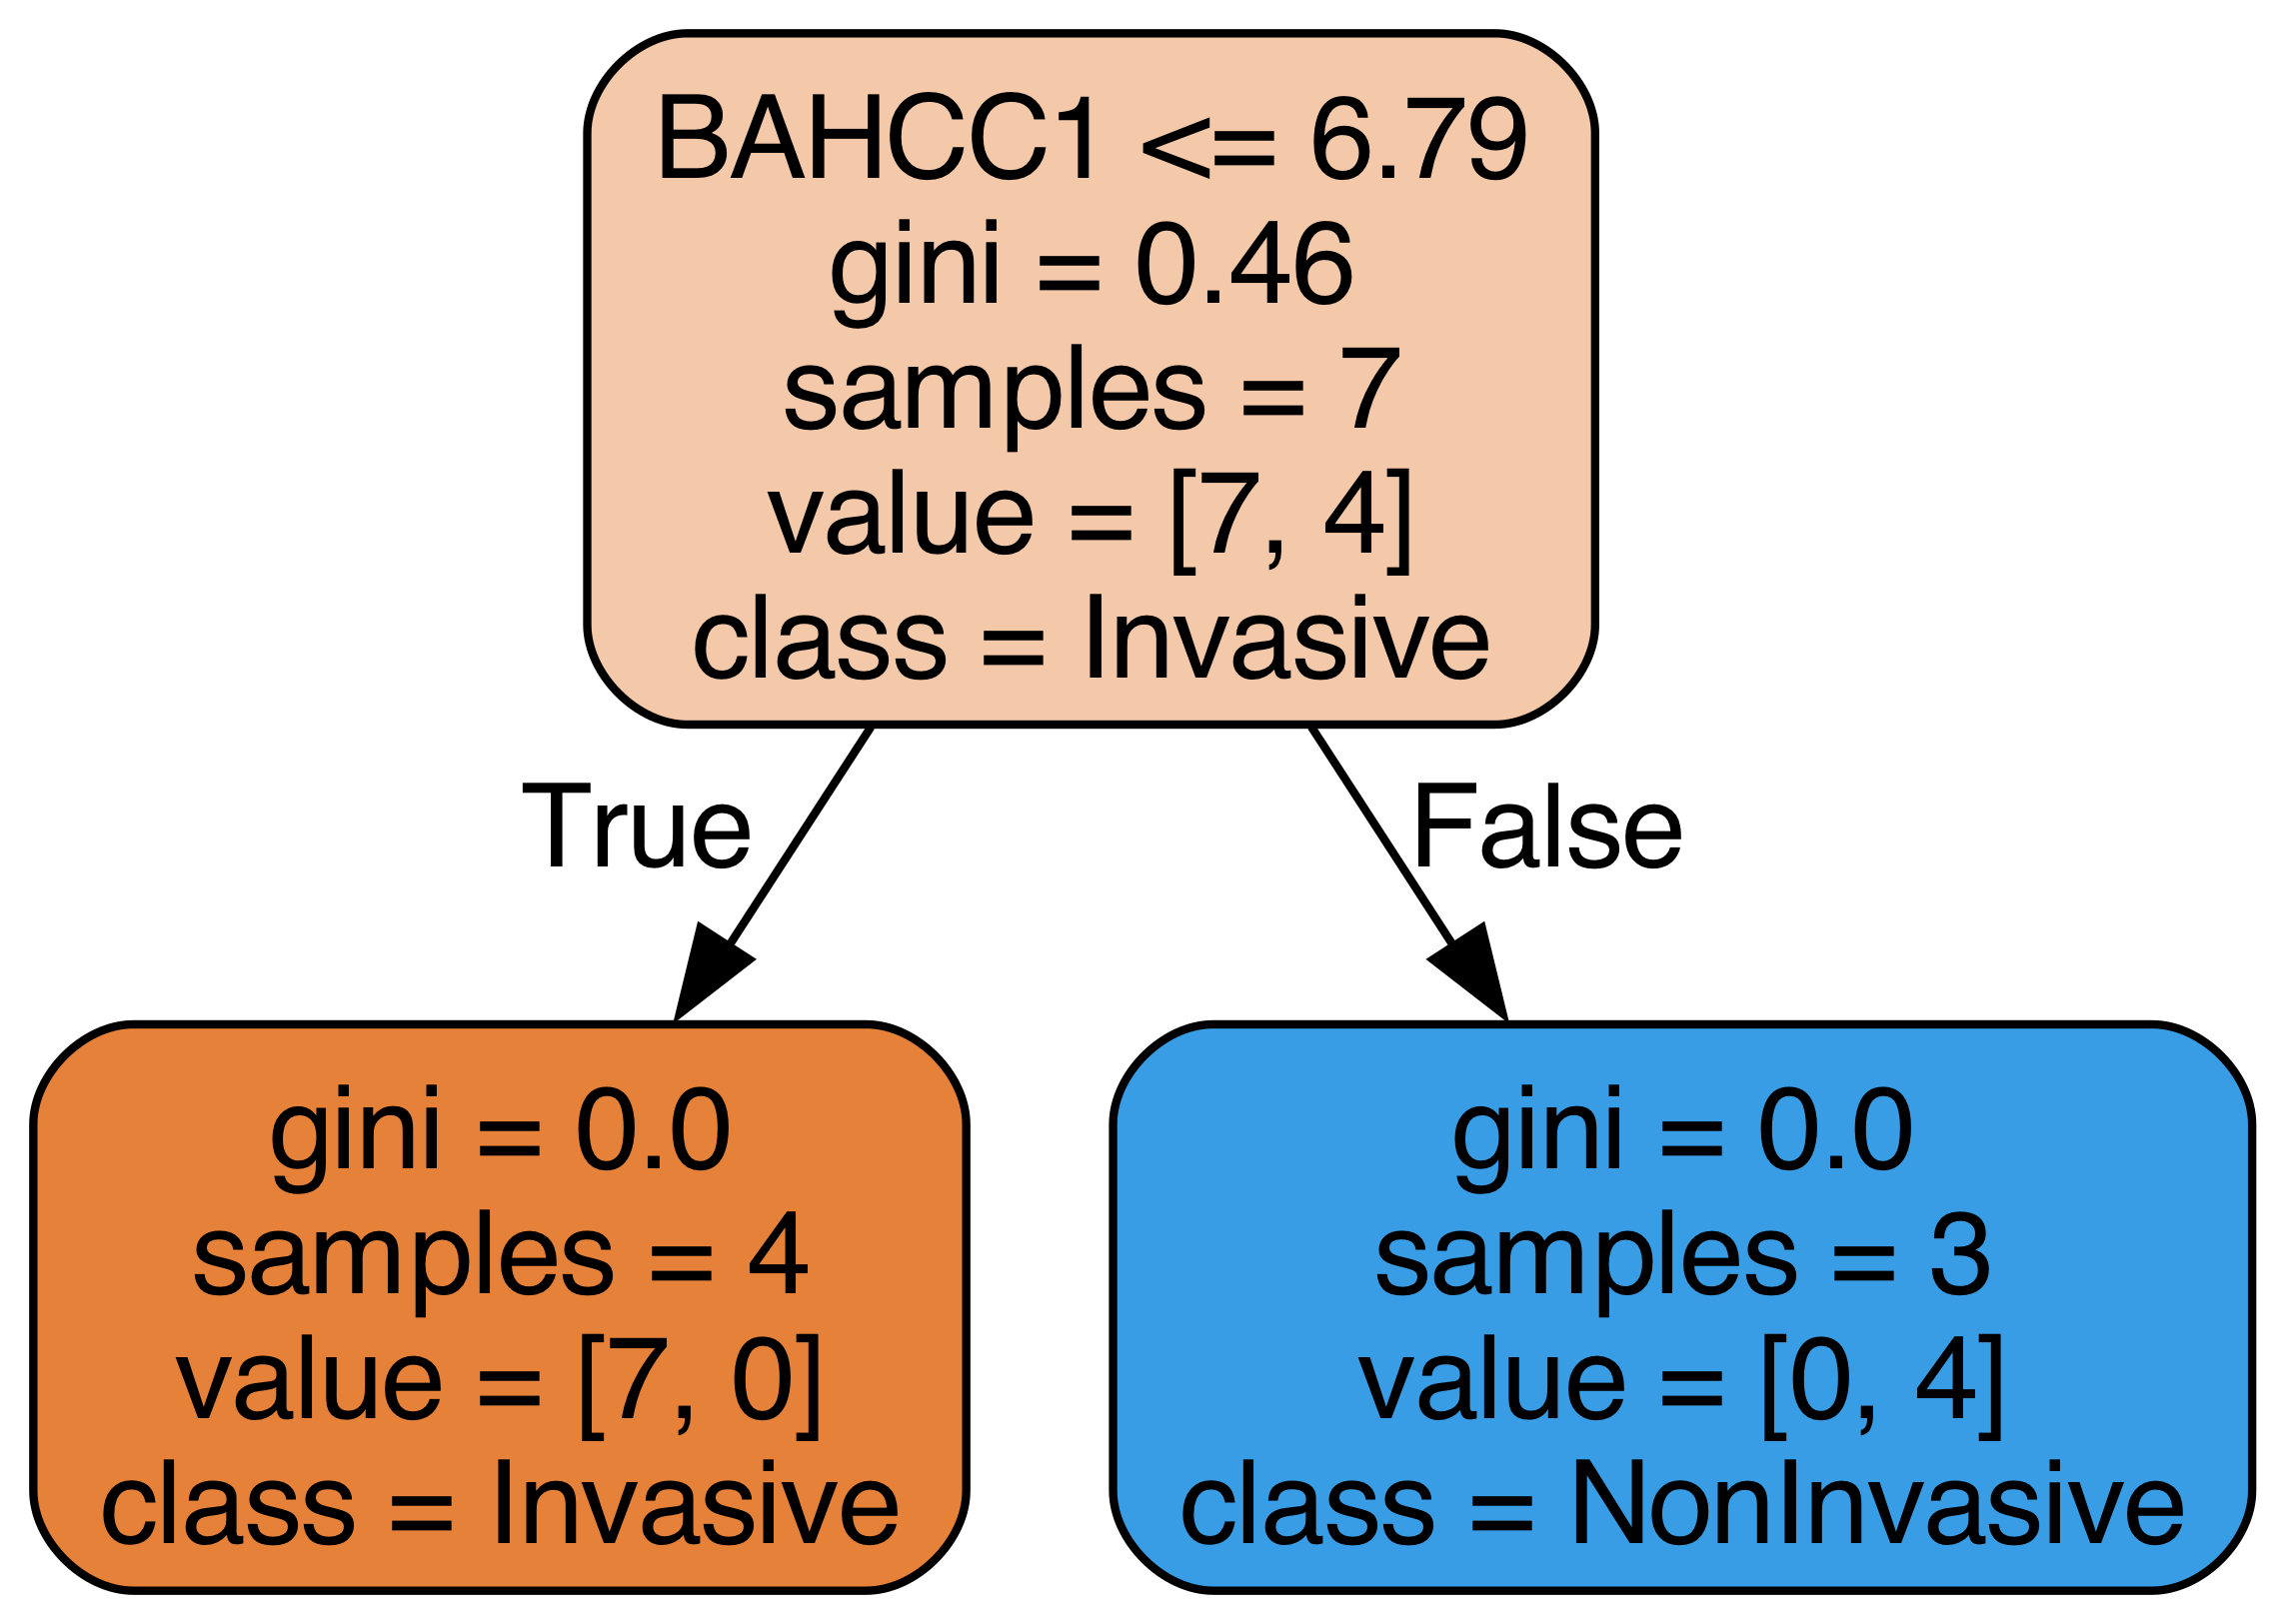 BAHCC1 <= 6.79
gini = 0.46
samples = 7
value = [7, 4]
class = Invasive
True
False
gini = 0.0
samples = 4
value = [7, 0]
class = Invasive
gini = 0.0
samples = 3
value = [0, 4]
class = NonInvasive